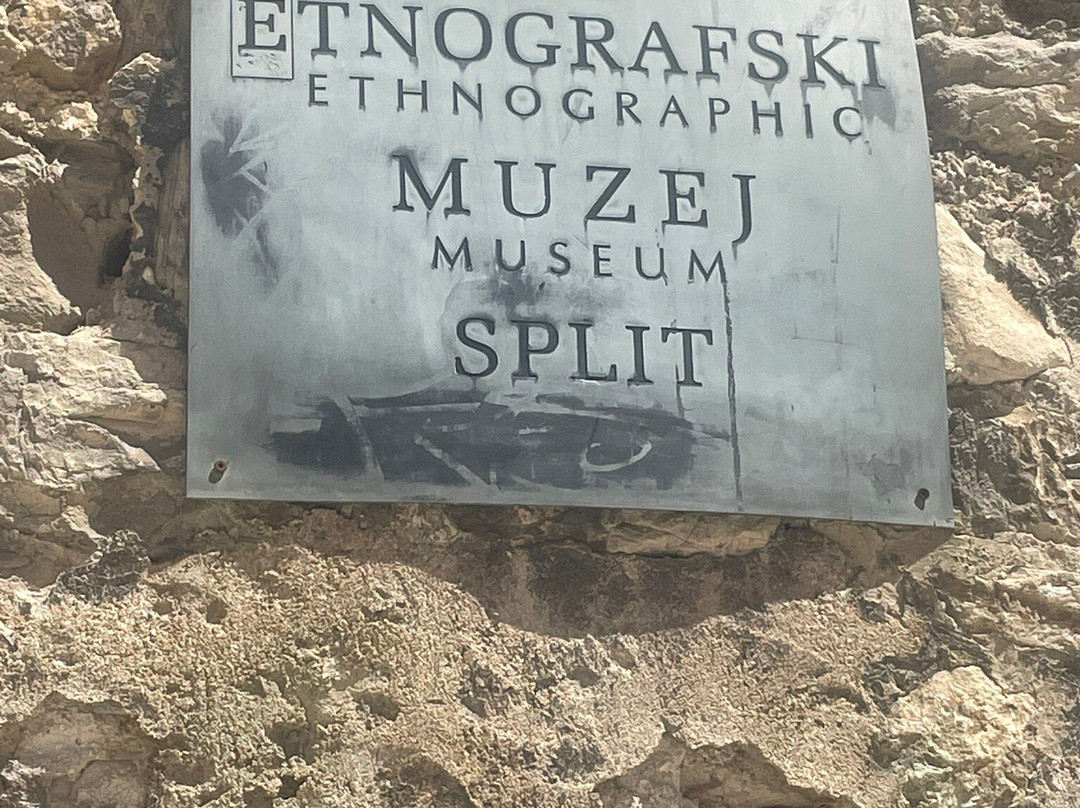 ETNOGRAFSKI
ETHNOGRAPHIC
MUZEJ
MUSEUM
SPLIT